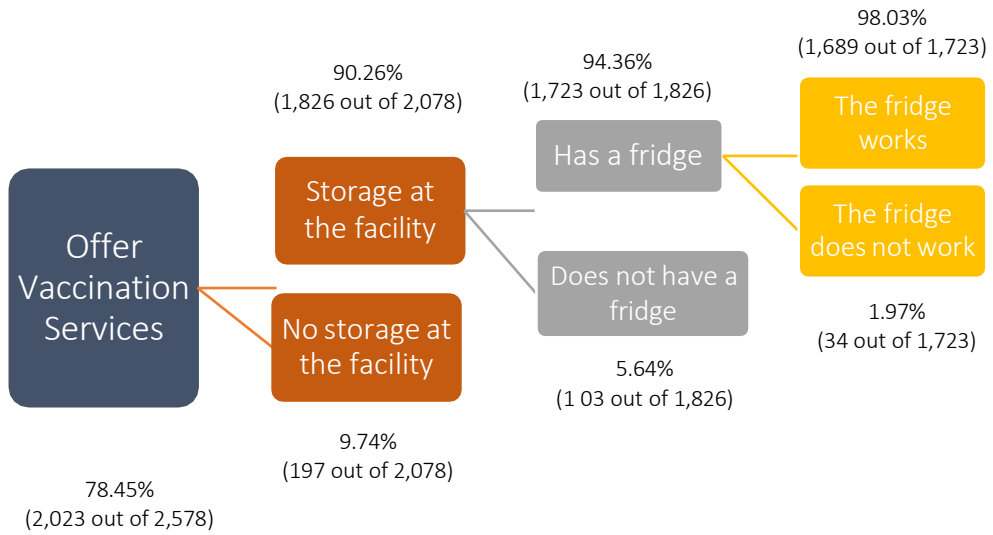 Offer
Vaccination
Services
78.45%
(2,023 out of 2,578)
90.26%
(1,826 out of 2,078)
Storage at
the facility
No storage at
the facility
9.74%
(197 out of 2,078)
94.36%
(1,723 out of 1,826)
Has a fridge
Does not have a
fridge
5.64%
(1 03 out of 1,826)
98.03%
(1,689 out of 1,723)
The fridge
works
The fridge
does not work
1.97%
(34 out of 1,723)